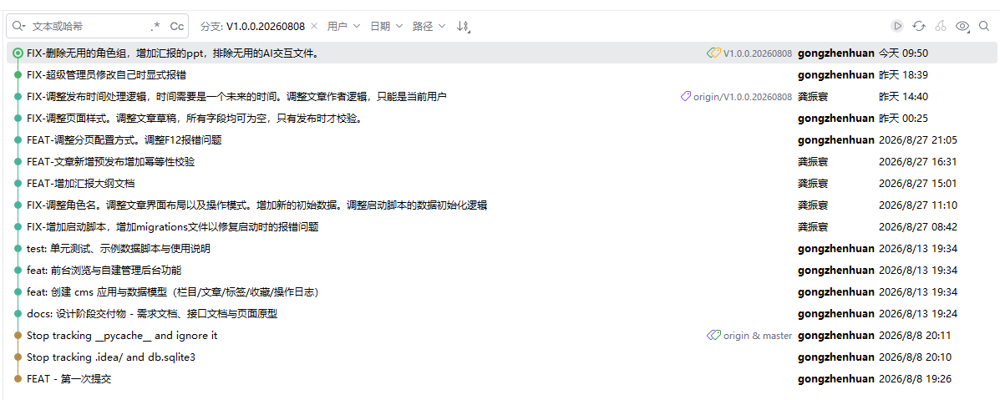 文本或哈希 .* Cc 分支: V1.0.0.20260808 × 用户 日期 路径
FIX-删除无用的角色组，增加汇报的ppt，排除无用的AI交互文件。 V1.0.0.20260808 gongzhenhuan 今天 09:50
FIX-超级管理员修改自己时显式报错 gongzhenhuan 昨天 18:39
FIX-调整发布时间处理逻辑，时间需要是一个未来的时间。调整文章作者逻辑，只能是当前用户 origin/V1.0.0.20260808 龚振寰 昨天 14:40
FIX-调整页面样式。调整文章草稿，所有字段均可为空，只有发布时才校验。 gongzhenhuan 昨天 00:25
FEAT-调整分页配置方式。调整F12报错问题 gongzhenhuan 2026/8/27 21:05
FEAT-文章新增预发布增加幂等性校验 龚振寰 2026/8/27 16:31
FEAT-增加汇报大纲文档 龚振寰 2026/8/27 15:01
FIX-调整角色名。调整文章界面布局以及操作模式。增加新的初始数据。调整启动脚本的数据初始化逻辑 龚振寰 2026/8/27 11:10
FIX-增加启动脚本，增加migrations文件以修复启动时的报错问题 龚振寰 2026/8/27 08:42
test: 单元测试、示例数据脚本与使用说明 gongzhenhuan 2026/8/13 19:34
feat: 前台浏览与自建管理后台功能 gongzhenhuan 2026/8/13 19:34
feat: 创建 cms 应用与数据模型（栏目/文章/标签/收藏/操作日志） gongzhenhuan 2026/8/13 19:34
docs: 设计阶段交付物 - 需求文档、接口文档与页面原型 gongzhenhuan 2026/8/13 19:24
Stop tracking __pycache__ and ignore it origin & master gongzhenhuan 2026/8/8 20:11
Stop tracking .idea/ and db.sqlite3 gongzhenhuan 2026/8/8 20:10
FEAT - 第一次提交 gongzhenhuan 2026/8/8 19:26